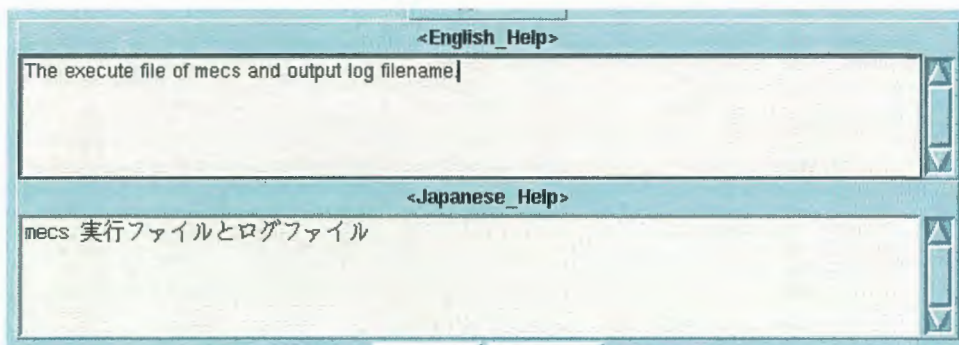 <English_Help>
The execute file of mecs and output log filename.
<Japanese_Help>
mecs 実行ファイルとログファイル